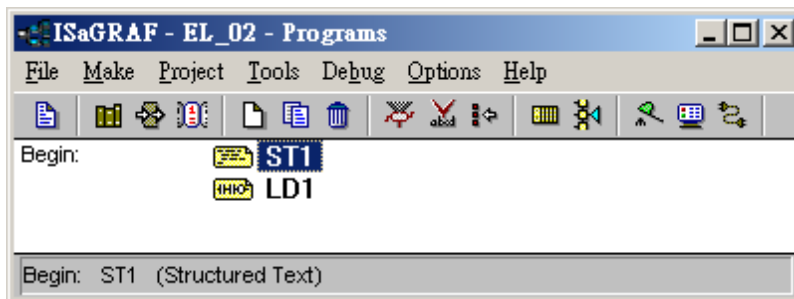 ISaGRAF - EL_02 - Programs
File Make Project Tools Debug Options Help
Begin: ST1
LD1
Begin: ST1 (Structured Text)